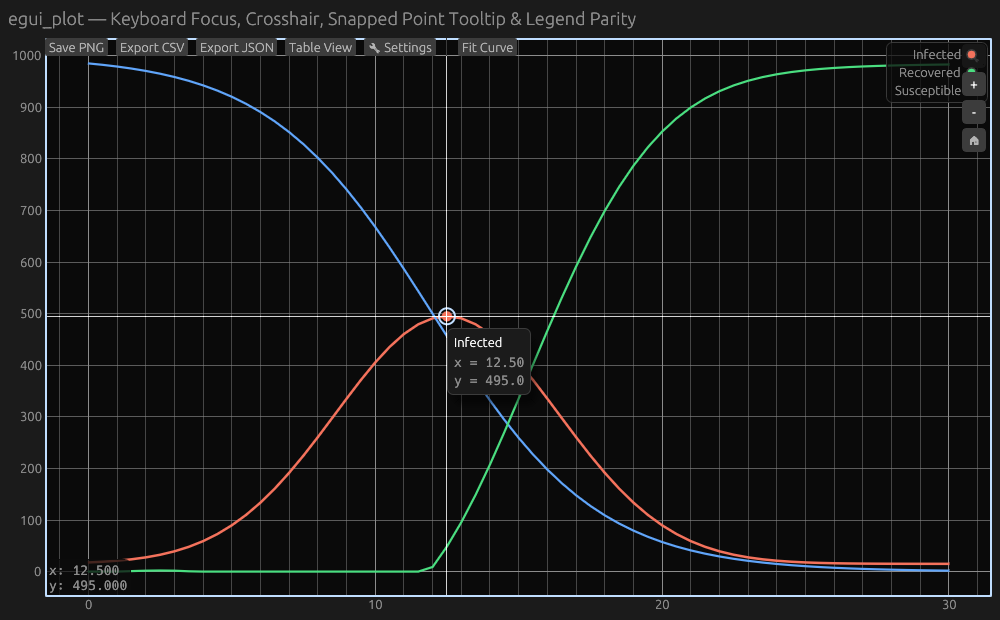 egui_plot — Keyboard Focus, Crosshair, Snapped Point Tooltip & Legend Parity
Save PNG Export CSV Export JSON Table View Settings Fit Curve
1000
900
800
700
600
500
400
300
200
100
0
Infected
Recovered
Susceptible
+
-
Infected
x = 12.50
y = 495.0
x: 12.500
y: 495.000
0 10 20 30